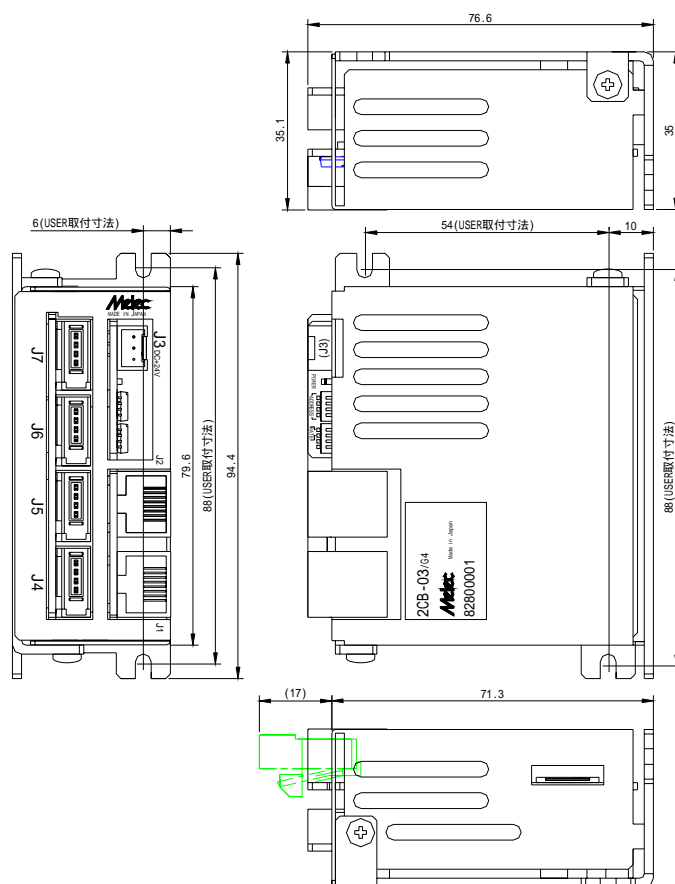 76.6
35.1
35
6(USER取付寸法)
54(USER取付寸法)
10
Melec
MADE IN JAPAN
J3 DC+24V
J7
J6
J5
J4
J2
J1
79.6
88(USER取付寸法)
94.4
(J3)
POWER
ADDRESS
2CB-03/G4
Melec Made in Japan
82800001
88(USER取付寸法)
(17)
71.3